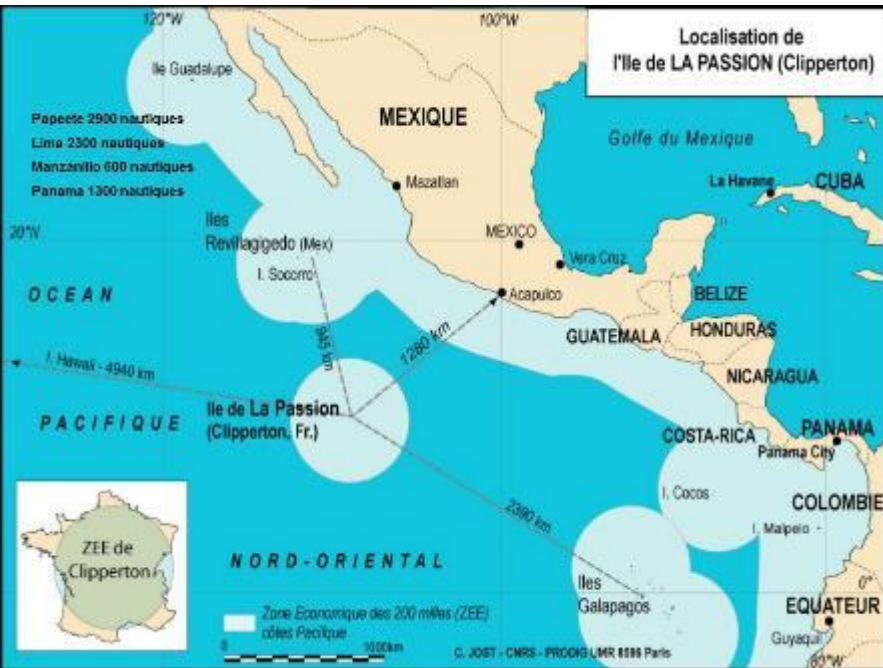 120°W
100°W
Localisation de
l'Ile de LA PASSION (Clipperton)
Ile Guadalupe
MEXIQUE
Golfe du Mexique
Papeete 2900 nautiques
Lima 2300 nautiques
Manzanillo 600 nautiques
Panama 1300 nautiques
Mazatlan
La Havane
CUBA
20°N
Iles
Revillagigedo (Mex)
I. Socorro
MEXICO
Vera Cruz
OCEAN
Acapulco
BELIZE
945 km
1280 km
GUATEMALA
HONDURAS
I. Hawaii - 4940 km
NICARAGUA
Ile de La Passion
(Clipperton, Fr.)
PACIFIQUE
COSTA-RICA
PANAMA
Panama City
I. Cocos
COLOMBIE
2390 km
I. Malpelo
ZEE de
Clipperton
NORD-ORIENTAL
Iles
Galapagos
0°
EQUATEUR
Zone Economique des 200 milles (ZEE)
côtes Pacifique
Guyaquil
0
1000km
C. JOST - CNRS - PRODIG UMR 8586 Paris
80°W